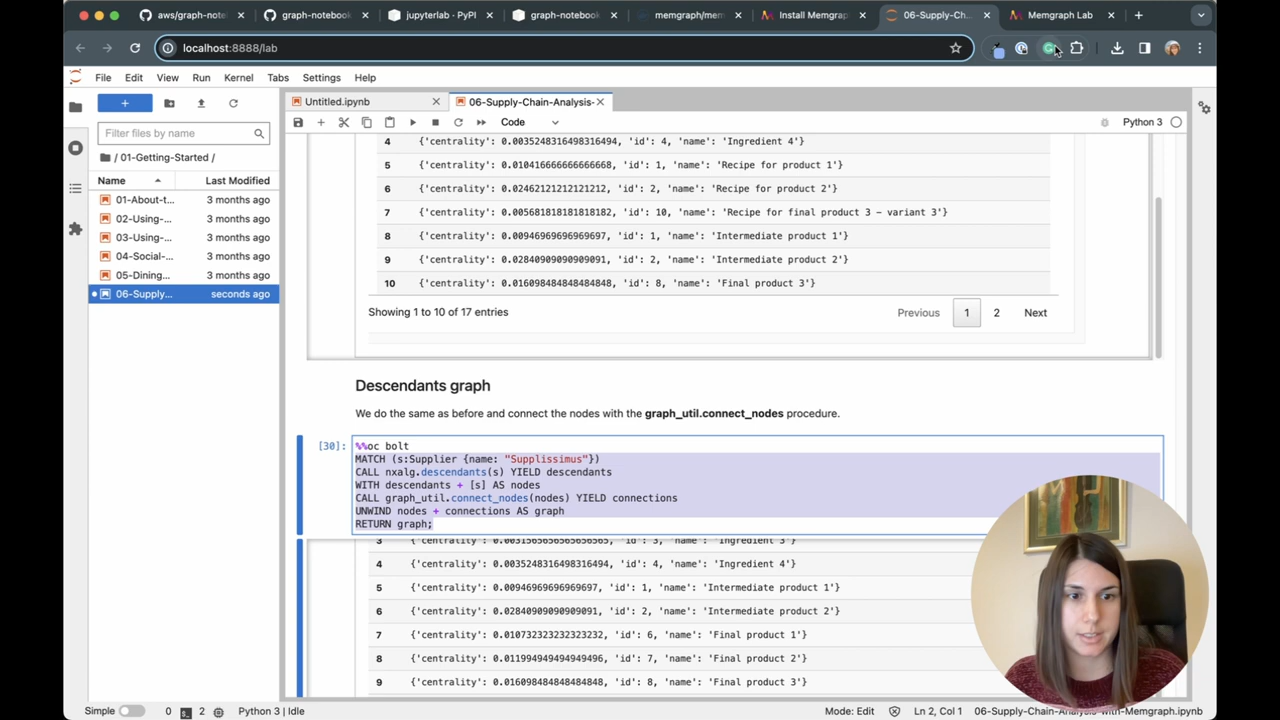 aws/graph-note
graph-notebook
jupyterlab - PyPI
graph-notebook
memgraph/mem
Install Memgrap
06-Supply-Ch
Memgraph Lab
localhost:8888/lab
File Edit View Run Kernel Tabs Settings Help
Untitled.ipynb
06-Supply-Chain-Analysis-
Filter files by name
Code
Python 3
/ 01-Getting-Started /
Name Last Modified
01-About-t... 3 months ago
02-Using-... 3 months ago
03-Using-... 3 months ago
04-Social-... 3 months ago
05-Dining... 3 months ago
06-Supply... seconds ago
4 {'centrality': 0.0035248316498316494, 'id': 4, 'name': 'Ingredient 4'}
5 {'centrality': 0.010416666666666668, 'id': 1, 'name': 'Recipe for product 1'}
6 {'centrality': 0.02462121212121212, 'id': 2, 'name': 'Recipe for product 2'}
7 {'centrality': 0.005681818181818182, 'id': 10, 'name': 'Recipe for final product 3 - variant 3'}
8 {'centrality': 0.00946969696969697, 'id': 1, 'name': 'Intermediate product 1'}
9 {'centrality': 0.02840909090909091, 'id': 2, 'name': 'Intermediate product 2'}
10 {'centrality': 0.016098484848484848, 'id': 8, 'name': 'Final product 3'}
Showing 1 to 10 of 17 entries
Previous 1 2 Next
Descendants graph
We do the same as before and connect the nodes with the graph_util.connect_nodes procedure.
[30]: %%oc bolt
MATCH (s:Supplier {name: "Supplissimus"})
CALL nxalg.descendants(s) YIELD descendants
WITH descendants + [s] AS nodes
CALL graph_util.connect_nodes(nodes) YIELD connections
UNWIND nodes + connections AS graph
RETURN graph;
3 {'centrality': 0.0031565656565656565, 'id': 3, 'name': 'Ingredient 3'}
4 {'centrality': 0.0035248316498316494, 'id': 4, 'name': 'Ingredient 4'}
5 {'centrality': 0.00946969696969697, 'id': 1, 'name': 'Intermediate product 1'}
6 {'centrality': 0.02840909090909091, 'id': 2, 'name': 'Intermediate product 2'}
7 {'centrality': 0.010732323232323232, 'id': 6, 'name': 'Final product 1'}
8 {'centrality': 0.011994949494949496, 'id': 7, 'name': 'Final product 2'}
9 {'centrality': 0.016098484848484848, 'id': 8, 'name': 'Final product 3'}
Simple 0 2 Python 3 | Idle
Mode: Edit Ln 2, Col 1 06-Supply-Chain-Analysis-with-Memgraph.ipynb